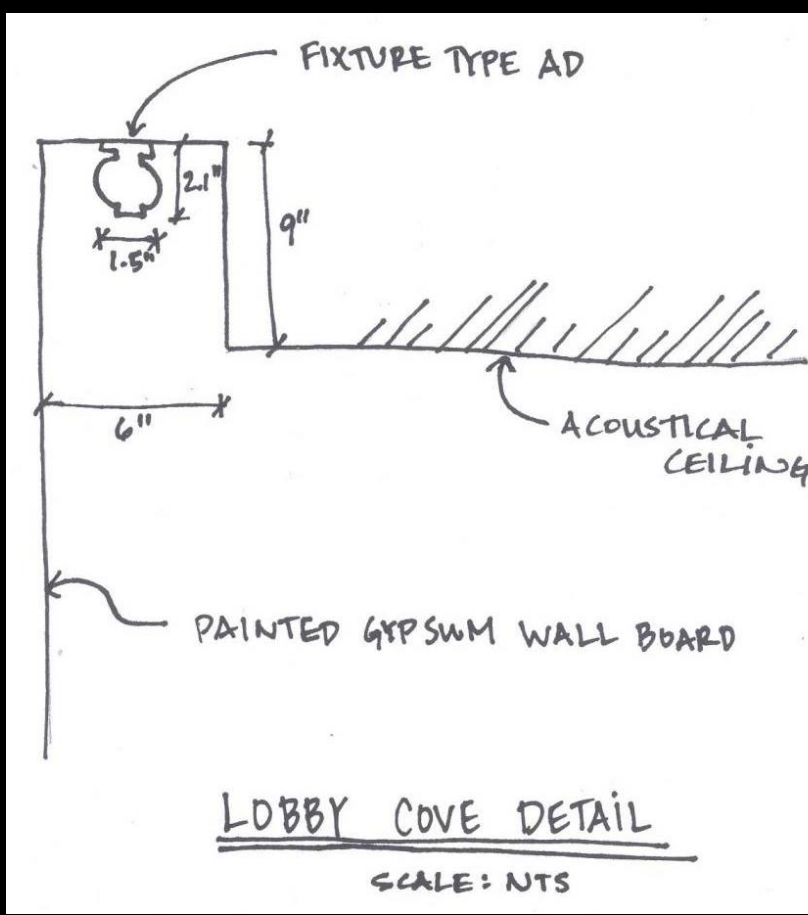 FIXTURE TYPE AD
2.1"
9"
1.5"
6"
ACOUSTICAL
CEILING
PAINTED GYPSUM WALL BOARD
LOBBY COVE DETAIL
SCALE: NTS